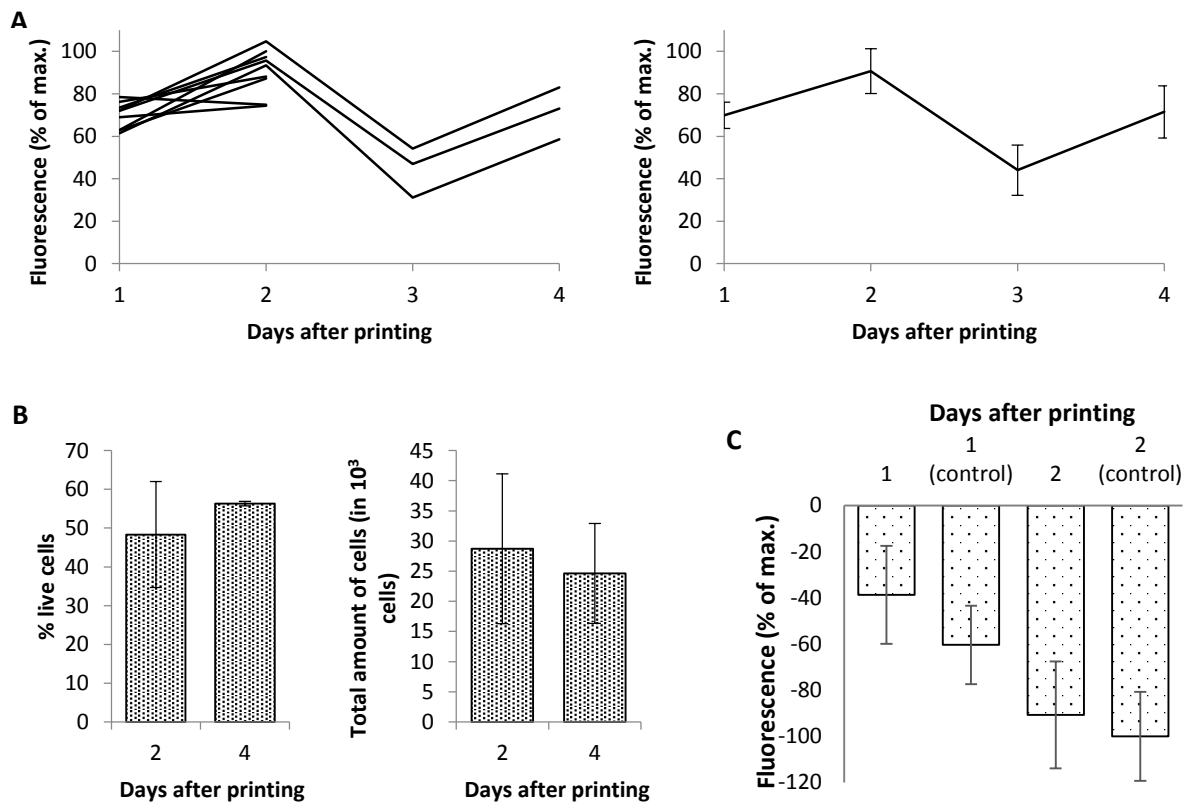 A
Fluorescence (% of max.)
100
80
60
40
20
0
1 2 3 4
Days after printing
Fluorescence (% of max.)
100
80
60
40
20
0
1 2 3 4
Days after printing
B
% live cells
70
60
50
40
30
20
10
0
2 4
Days after printing
Total amount of cells (in 10³
cells)
45
40
35
30
25
20
15
10
5
0
2 4
Days after printing
C
Days after printing
1 1 (control) 2 2 (control)
Fluorescence (% of max.)
0
-20
-40
-60
-80
-100
-120